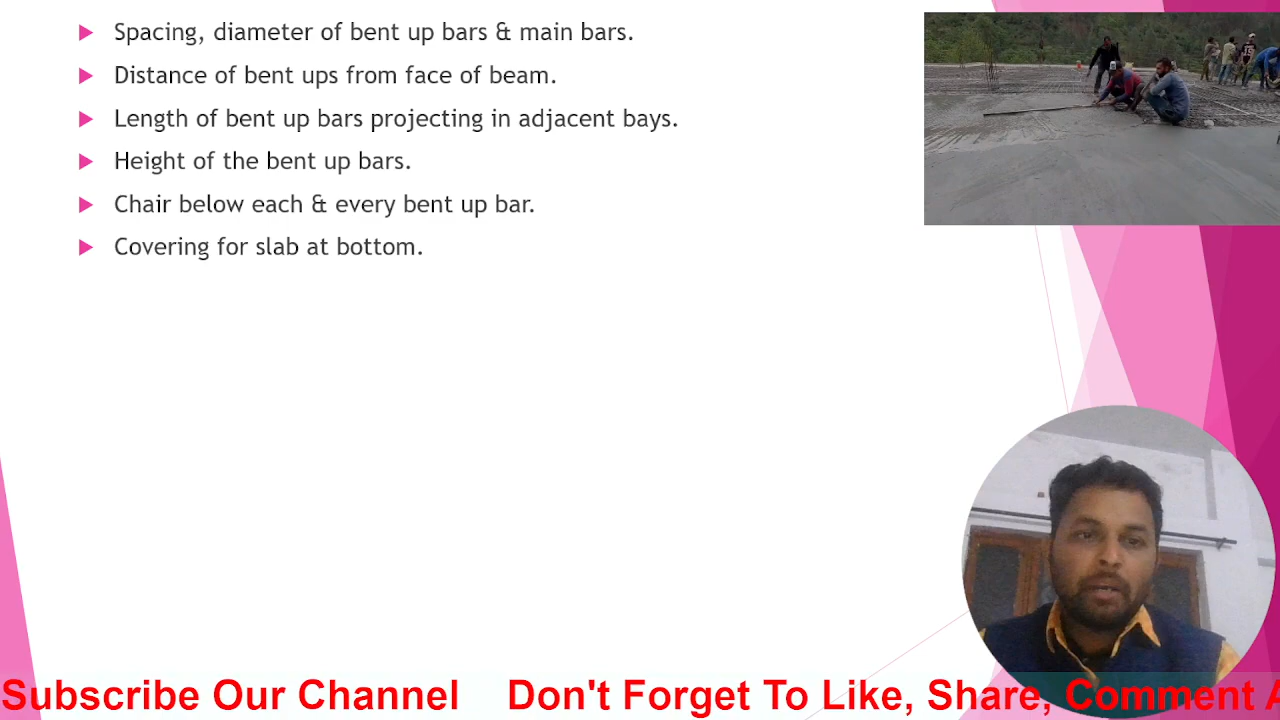 Spacing, diameter of bent up bars & main bars.
Distance of bent ups from face of beam.
Length of bent up bars projecting in adjacent bays.
Height of the bent up bars.
Chair below each & every bent up bar.
Covering for slab at bottom.
Subscribe Our Channel Don't Forget To Like, Share, Comment A